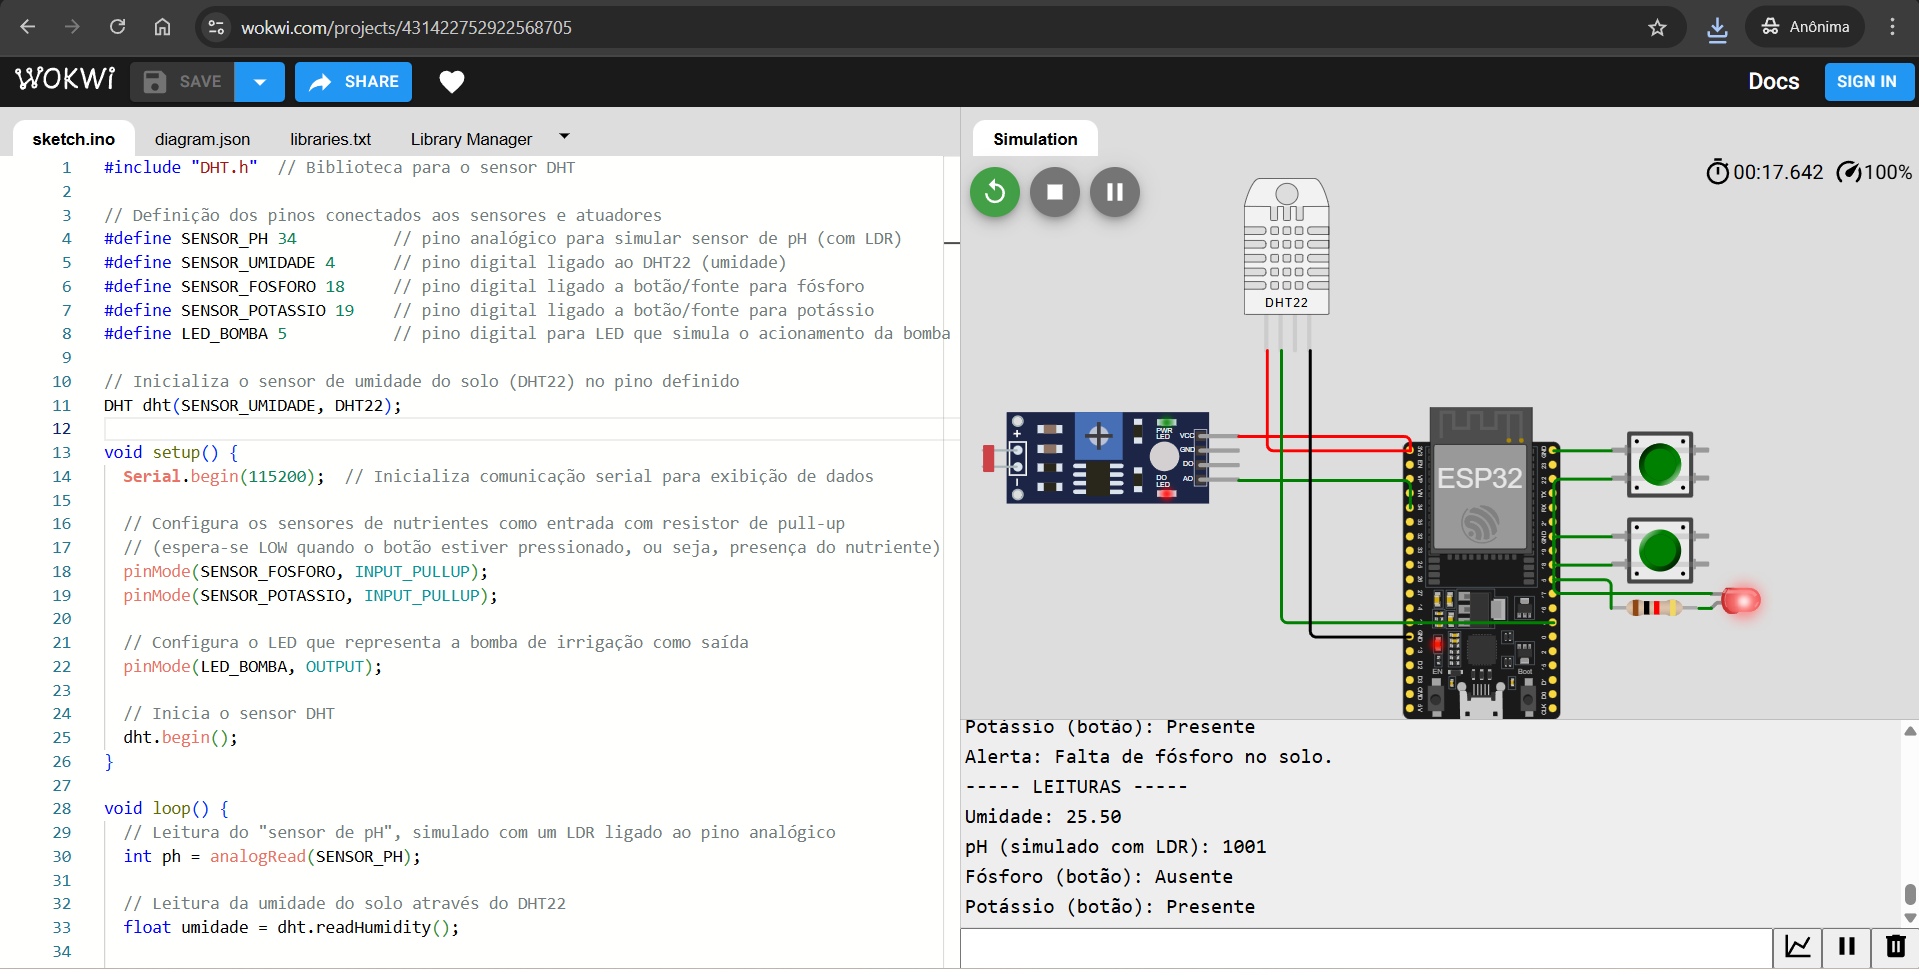 wokwi.com/projects/431422752922568705
Anônima
WOKWI
SAVE
SHARE
Docs
SIGN IN
sketch.ino
diagram.json
libraries.txt
Library Manager
1 #include "DHT.h"  // Biblioteca para o sensor DHT
2
3 // Definição dos pinos conectados aos sensores e atuadores
4 #define SENSOR_PH 34          // pino analógico para simular sensor de pH (com LDR)
5 #define SENSOR_UMIDADE 4      // pino digital ligado ao DHT22 (umidade)
6 #define SENSOR_FOSFORO 18     // pino digital ligado a botão/fonte para fósforo
7 #define SENSOR_POTASSIO 19    // pino digital ligado a botão/fonte para potássio
8 #define LED_BOMBA 5           // pino digital para LED que simula o acionamento da bomba
9
10 // Inicializa o sensor de umidade do solo (DHT22) no pino definido
11 DHT dht(SENSOR_UMIDADE, DHT22);
12
13 void setup() {
14   Serial.begin(115200);  // Inicializa comunicação serial para exibição de dados
15
16   // Configura os sensores de nutrientes como entrada com resistor de pull-up
17   // (espera-se LOW quando o botão estiver pressionado, ou seja, presença do nutriente)
18   pinMode(SENSOR_FOSFORO, INPUT_PULLUP);
19   pinMode(SENSOR_POTASSIO, INPUT_PULLUP);
20
21   // Configura o LED que representa a bomba de irrigação como saída
22   pinMode(LED_BOMBA, OUTPUT);
23
24   // Inicia o sensor DHT
25   dht.begin();
26 }
27
28 void loop() {
29   // Leitura do "sensor de pH", simulado com um LDR ligado ao pino analógico
30   int ph = analogRead(SENSOR_PH);
31
32   // Leitura da umidade do solo através do DHT22
33   float umidade = dht.readHumidity();
34
Simulation
00:17.642
100%
DHT22
PWR
LED
DO
LED
VCC
GND
DO
AO
ESP32
EN
Boot
Potássio (botão): Presente
Alerta: Falta de fósforo no solo.
----- LEITURAS -----
Umidade: 25.50
pH (simulado com LDR): 1001
Fósforo (botão): Ausente
Potássio (botão): Presente